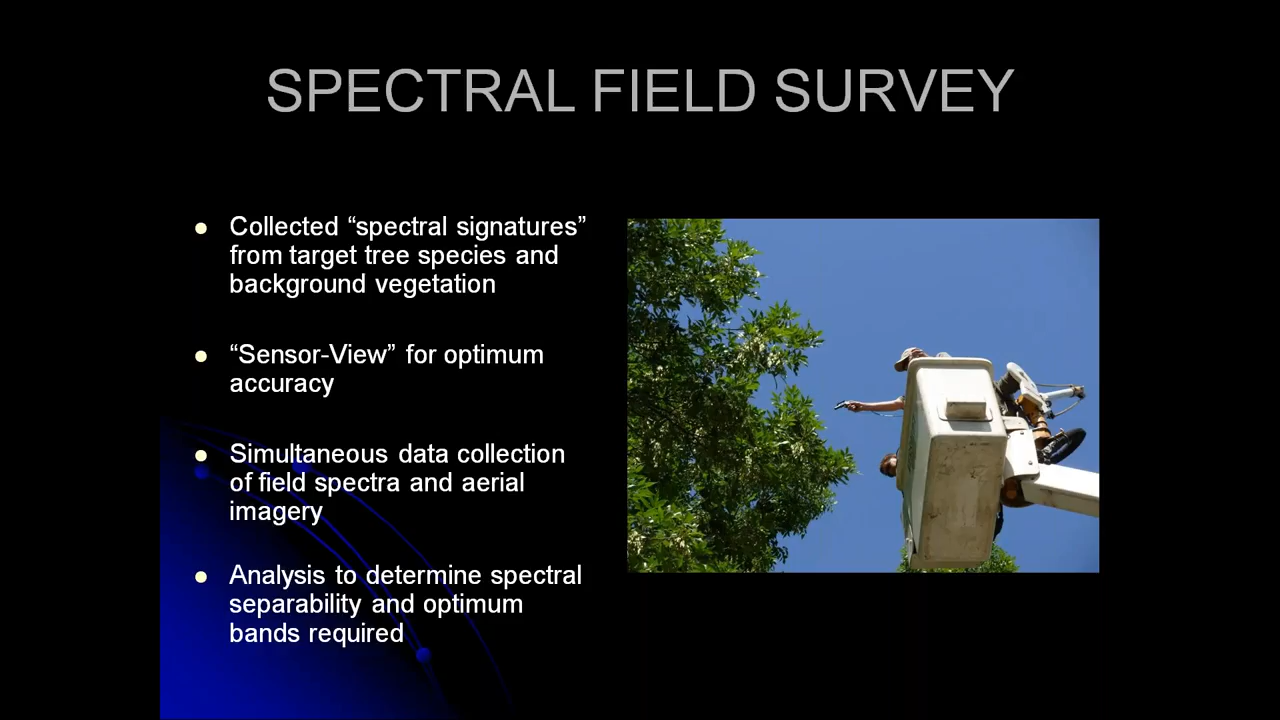 SPECTRAL FIELD SURVEY
● Collected “spectral signatures”
from target tree species and
background vegetation
● “Sensor-View” for optimum
accuracy
● Simultaneous data collection
of field spectra and aerial
imagery
● Analysis to determine spectral
separability and optimum
bands required